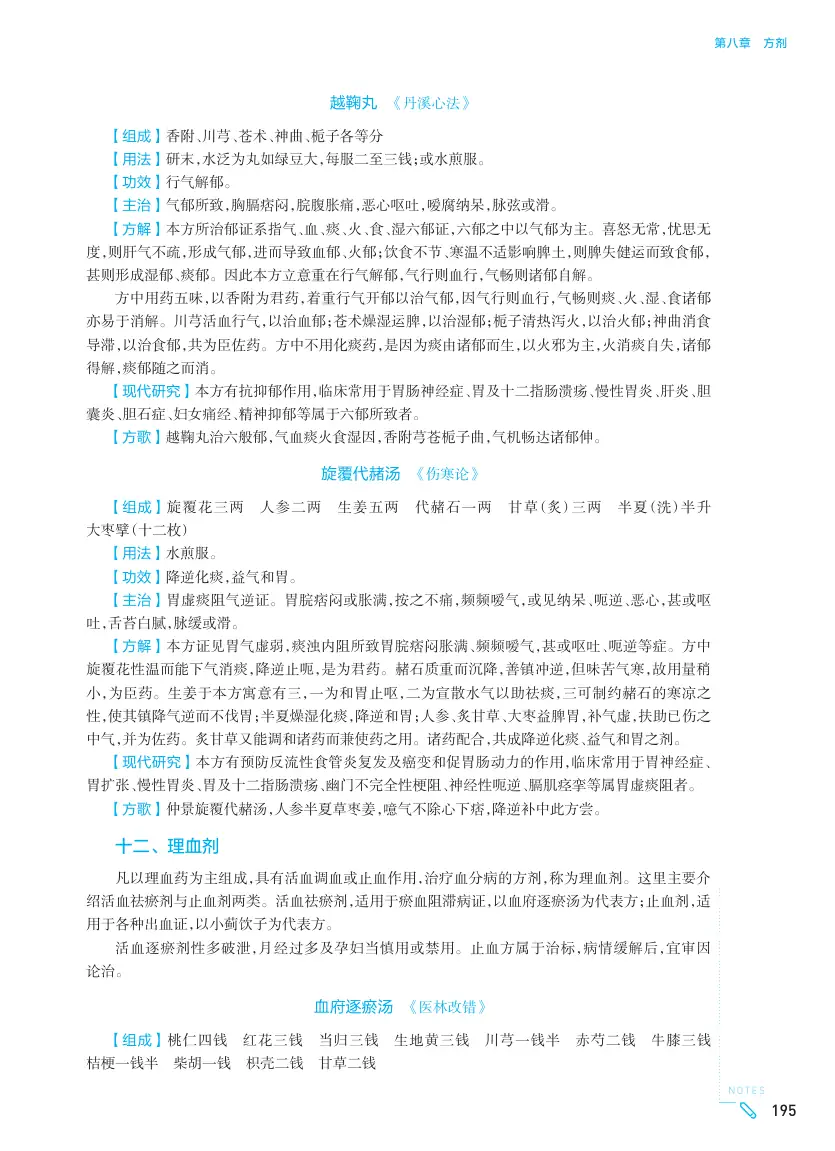 第八章 方剂
越鞠丸 《丹溪心法》
【组成】香附、川芎、苍术、神曲、栀子各等分
【用法】研末,水泛为丸如绿豆大,每服二至三钱;或水煎服。
【功效】行气解郁。
【主治】气郁所致,胸膈痞闷,脘腹胀痛,恶心呕吐,嗳腐纳呆,脉弦或滑。
【方解】本方所治郁证系指气、血、痰、火、食、湿六郁证,六郁之中以气郁为主。喜怒无常,忧思无
度,则肝气不疏,形成气郁,进而导致血郁、火郁;饮食不节、寒温不适影响脾土,则脾失健运而致食郁,
甚则形成湿郁、痰郁。因此本方立意重在行气解郁,气行则血行,气畅则诸郁自解。
方中用药五味,以香附为君药,着重行气开郁以治气郁,因气行则血行,气畅则痰、火、湿、食诸郁
亦易于消解。川芎活血行气,以治血郁;苍术燥湿运脾,以治湿郁;栀子清热泻火,以治火郁;神曲消食
导滞,以治食郁,共为臣佐药。方中不用化痰药,是因为痰由诸郁而生,以火邪为主,火消痰自失,诸郁
得解,痰郁随之而消。
【现代研究】本方有抗抑郁作用,临床常用于胃肠神经症、胃及十二指肠溃疡、慢性胃炎、肝炎、胆
囊炎、胆石症、妇女痛经、精神抑郁等属于六郁所致者。
【方歌】越鞠丸治六般郁,气血痰火食湿因,香附芎苍栀子曲,气机畅达诸郁伸。
旋覆代赭汤 《伤寒论》
【组成】旋覆花三两 人参二两 生姜五两 代赭石一两 甘草(炙)三两 半夏(洗)半升
大枣擘(十二枚)
【用法】水煎服。
【功效】降逆化痰,益气和胃。
【主治】胃虚痰阻气逆证。胃脘痞闷或胀满,按之不痛,频频嗳气,或见纳呆、呃逆、恶心,甚或呕
吐,舌苔白腻,脉缓或滑。
【方解】本方证见胃气虚弱,痰浊内阻所致胃脘痞闷胀满、频频嗳气,甚或呕吐、呃逆等症。方中
旋覆花性温而能下气消痰,降逆止呃,是为君药。赭石质重而沉降,善镇冲逆,但味苦气寒,故用量稍
小,为臣药。生姜于本方寓意有三,一为和胃止呕,二为宣散水气以助祛痰,三可制约赭石的寒凉之
性,使其镇降气逆而不伐胃;半夏燥湿化痰,降逆和胃;人参、炙甘草、大枣益脾胃,补气虚,扶助已伤之
中气,并为佐药。炙甘草又能调和诸药而兼使药之用。诸药配合,共成降逆化痰、益气和胃之剂。
【现代研究】本方有预防反流性食管炎复发及癌变和促胃肠动力的作用,临床常用于胃神经症、
胃扩张、慢性胃炎、胃及十二指肠溃疡、幽门不完全性梗阻、神经性呃逆、膈肌痉挛等属胃虚痰阻者。
【方歌】仲景旋覆代赭汤,人参半夏草枣姜,噫气不除心下痞,降逆补中此方尝。
十二、理血剂
凡以理血药为主组成,具有活血调血或止血作用,治疗血分病的方剂,称为理血剂。这里主要介
绍活血祛瘀剂与止血剂两类。活血祛瘀剂,适用于瘀血阻滞病证,以血府逐瘀汤为代表方;止血剂,适
用于各种出血证,以小蓟饮子为代表方。
活血逐瘀剂性多破泄,月经过多及孕妇当慎用或禁用。止血方属于治标,病情缓解后,宜审因
论治。
血府逐瘀汤 《医林改错》
【组成】桃仁四钱 红花三钱 当归三钱 生地黄三钱 川芎一钱半 赤芍二钱 牛膝三钱
桔梗一钱半 柴胡一钱 枳壳二钱 甘草二钱
NOTES
195